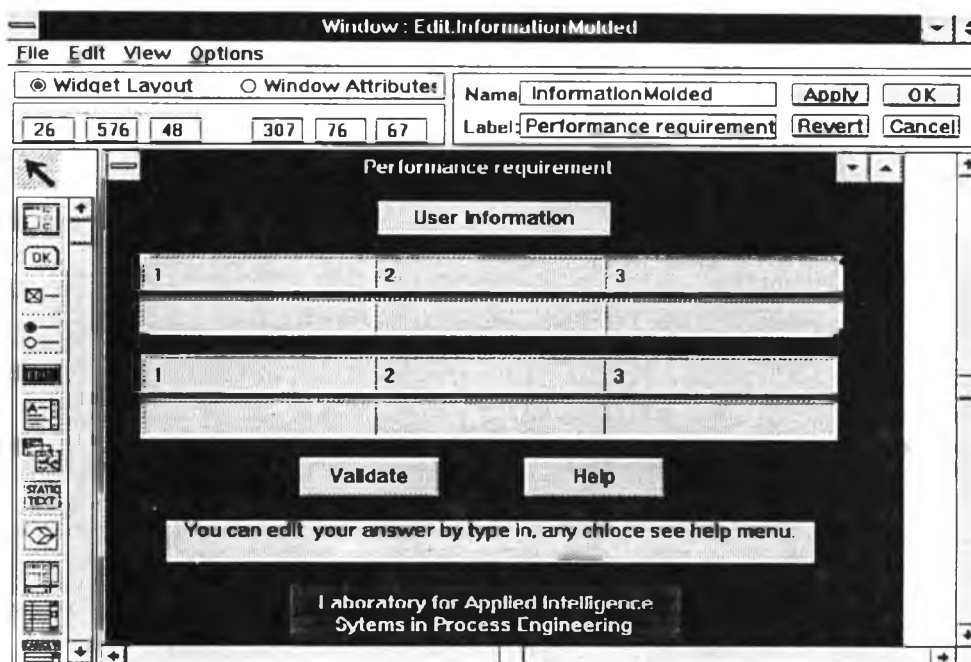 Window : Edit.InformationMolded
File Edit View Options
Widget Layout Window Attributes
Name InformationMolded Apply OK
26 576 48 307 76 67
Label: Performance requirement Revert Cancel
Performance requirement
User Information
OK
1 2 3
1 2 3
STATIC
TEXT
Validate Help
You can edit your answer by type in, any chloce see help menu.
Laboratory for Applied Intelligence
Sytems in Process Engineering